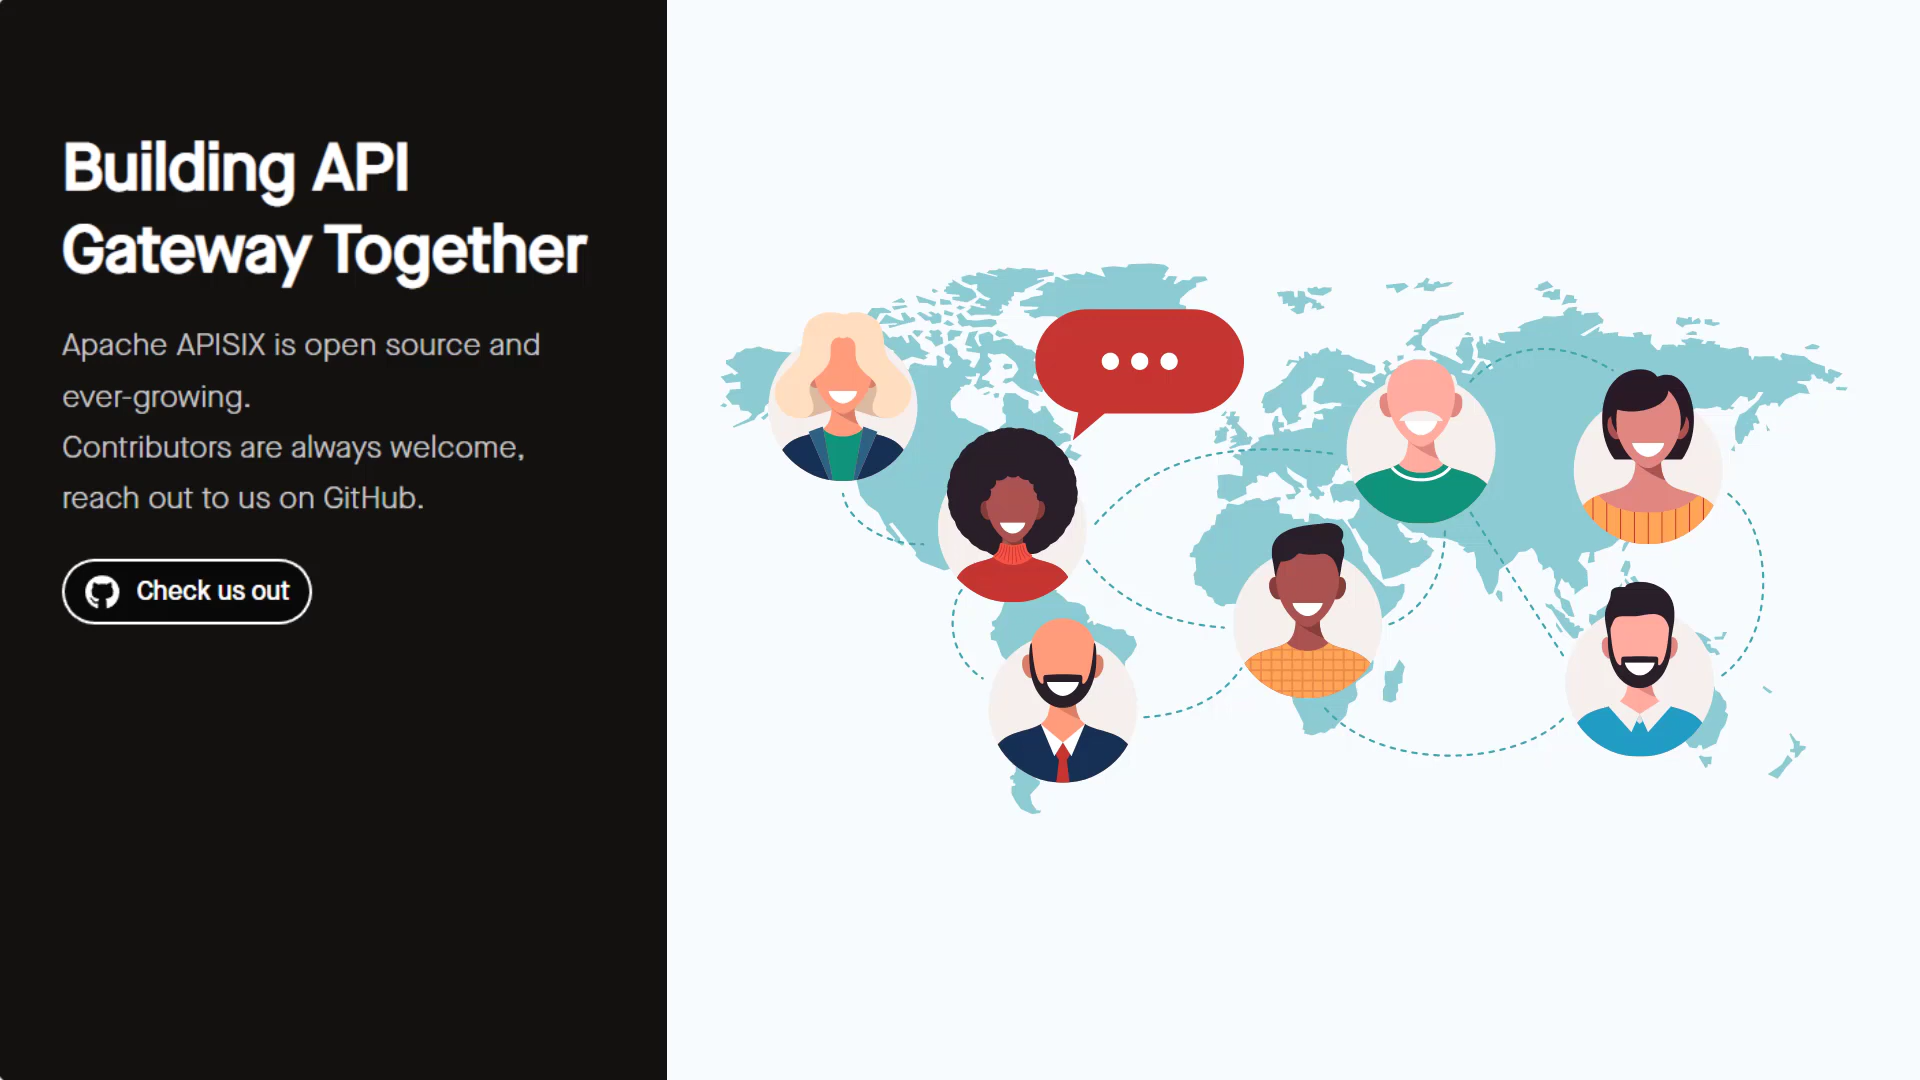 Building API
Gateway Together
Apache APISIX is open source and
ever-growing.
Contributors are always welcome,
reach out to us on GitHub.
Check us out